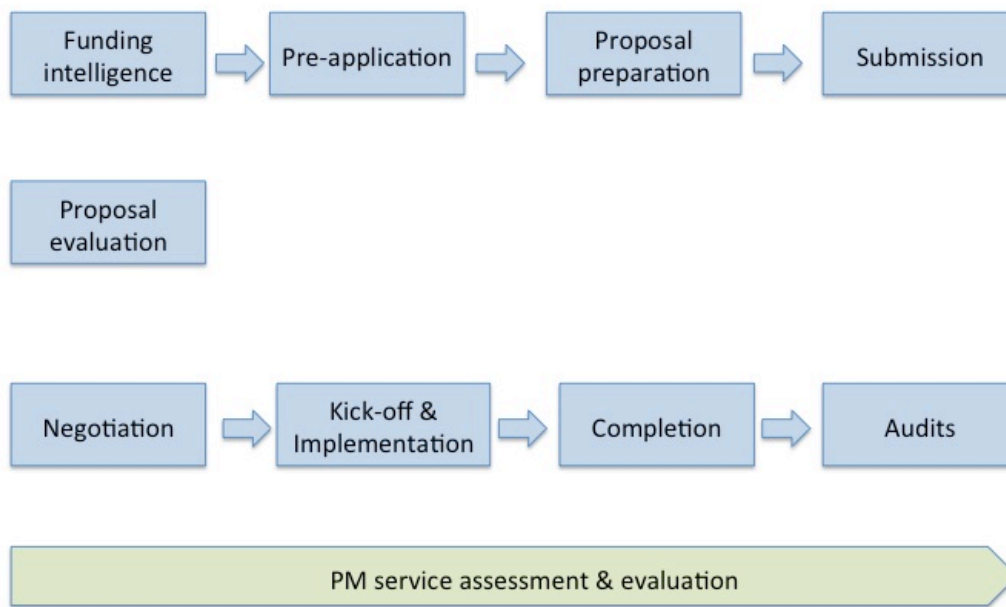 Funding
intelligence
Pre-application
Proposal
preparation
Submission
Proposal
evaluation
Negotiation
Kick-off &
Implementation
Completion
Audits
PM service assessment & evaluation